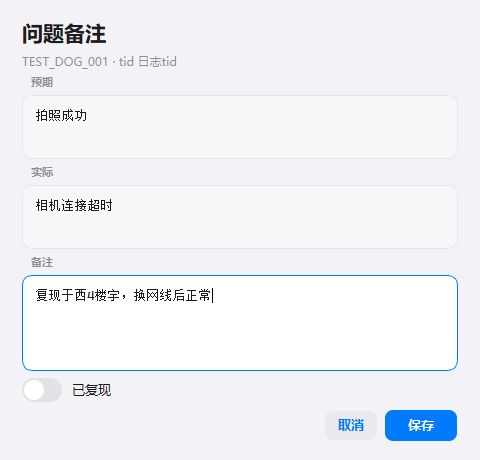 问题备注
TEST_DOG_001 · tid 日志tid
预期
拍照成功
实际
相机连接超时
备注
复现于西4楼宇，换网线后正常
已复现
取消
保存